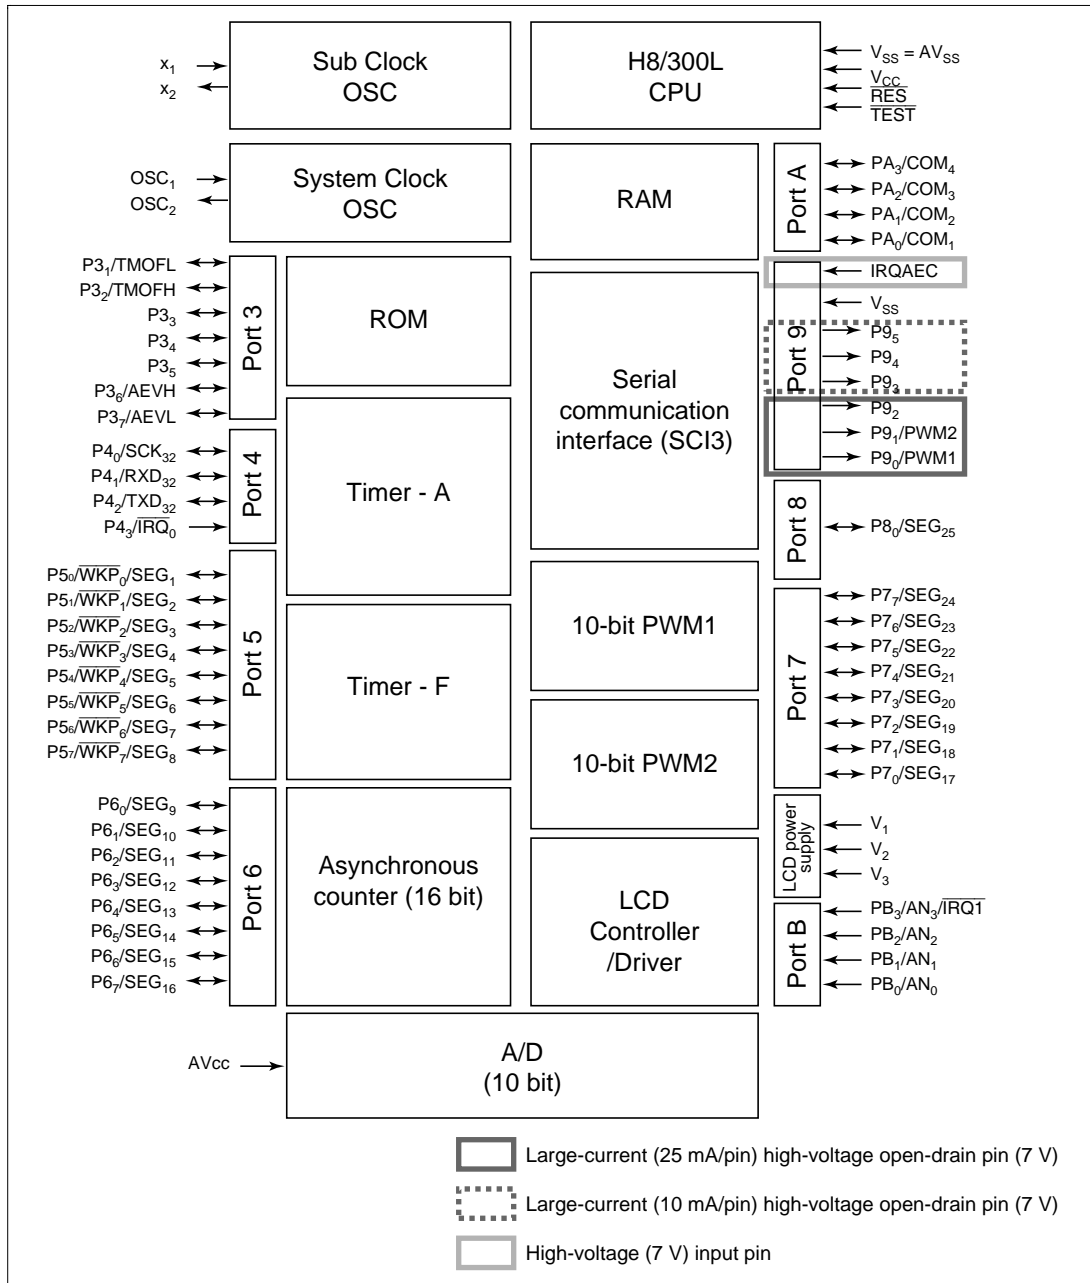 Sub Clock
OSC
x1
x2
H8/300L
CPU
VSS = AVSS
VCC
RES
TEST
System Clock
OSC
OSC1
OSC2
RAM
Port A
PA3/COM4
PA2/COM3
PA1/COM2
PA0/COM1
P31/TMOFL
P32/TMOFH
P33
P34
P35
P36/AEVH
P37/AEVL
Port 3
ROM
Serial
communication
interface (SCI3)
Port 9
IRQAEC
VSS
P95
P94
P93
P92
P91/PWM2
P90/PWM1
P40/SCK32
P41/RXD32
P42/TXD32
P43/IRQ0
Port 4
Timer - A
Port 8
P80/SEG25
P50/WKP0/SEG1
P51/WKP1/SEG2
P52/WKP2/SEG3
P53/WKP3/SEG4
P54/WKP4/SEG5
P55/WKP5/SEG6
P56/WKP6/SEG7
P57/WKP7/SEG8
Port 5
Timer - F
10-bit PWM1
10-bit PWM2
Port 7
P77/SEG24
P76/SEG23
P75/SEG22
P74/SEG21
P73/SEG20
P72/SEG19
P71/SEG18
P70/SEG17
P60/SEG9
P61/SEG10
P62/SEG11
P63/SEG12
P64/SEG13
P65/SEG14
P66/SEG15
P67/SEG16
Port 6
Asynchronous
counter (16 bit)
LCD
Controller
/Driver
LCD power
supply
V1
V2
V3
Port B
PB3/AN3/IRQ1
PB2/AN2
PB1/AN1
PB0/AN0
AVcc
A/D
(10 bit)
Large-current (25 mA/pin) high-voltage open-drain pin (7 V)
Large-current (10 mA/pin) high-voltage open-drain pin (7 V)
High-voltage (7 V) input pin